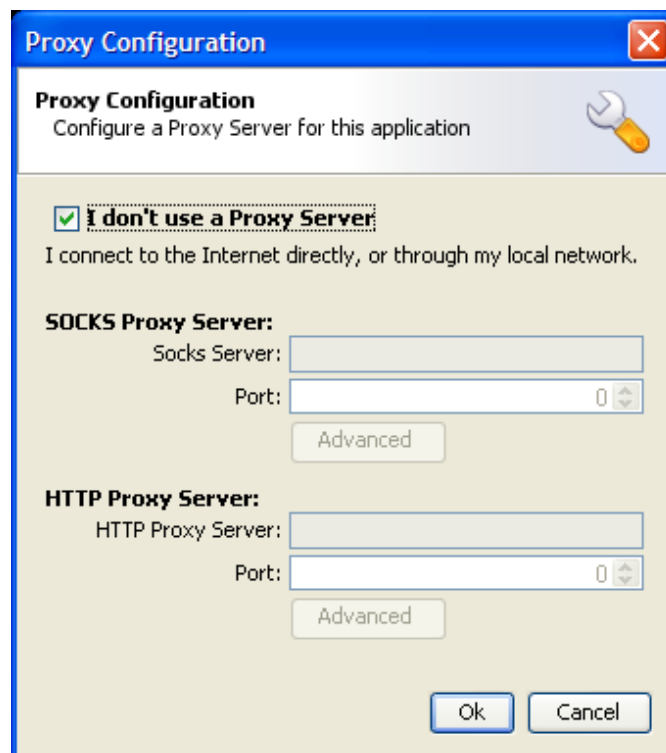 Proxy Configuration
Proxy Configuration
Configure a Proxy Server for this application
I don't use a Proxy Server
I connect to the Internet directly, or through my local network.
SOCKS Proxy Server:
Socks Server:
Port: 0
Advanced
HTTP Proxy Server:
HTTP Proxy Server:
Port: 0
Advanced
Ok Cancel